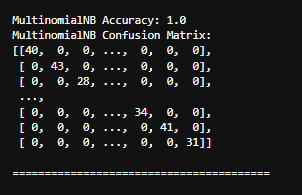 MultinomialNB Accuracy: 1.0
MultinomialNB Confusion Matrix:
[[40,  0,  0, ...,  0,  0,  0],
 [ 0, 43,  0, ...,  0,  0,  0],
 [ 0,  0, 28, ...,  0,  0,  0],
 ...,
 [ 0,  0,  0, ..., 34,  0,  0],
 [ 0,  0,  0, ...,  0, 41,  0],
 [ 0,  0,  0, ...,  0,  0, 31]]
========================================